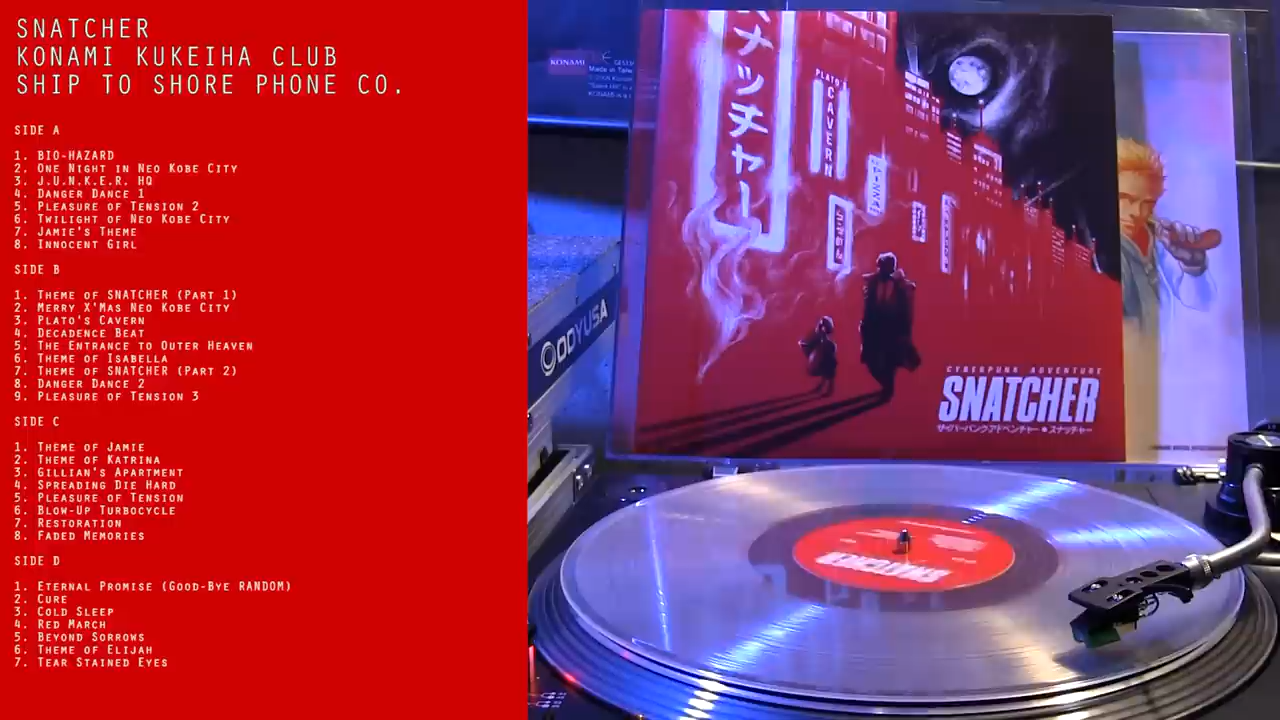 SNATCHER
KONAMI KUKEIHA CLUB
SHIP TO SHORE PHONE CO.
SIDE A
1. BIO-HAZARD
2. ONE NIGHT IN NEO KOBE CITY
3. J.U.N.K.E.R. HQ
4. DANGER DANCE 1
5. PLEASURE OF TENSION 2
6. TWILIGHT OF NEO KOBE CITY
7. JAMIE'S THEME
8. INNOCENT GIRL
SIDE B
1. THEME OF SNATCHER (PART 1)
2. MERRY X'MAS NEO KOBE CITY
3. PLATO'S CAVERN
4. DECADENCE BEAT
5. THE ENTRANCE TO OUTER HEAVEN
6. THEME OF ISABELLA
7. THEME OF SNATCHER (PART 2)
8. DANGER DANCE 2
9. PLEASURE OF TENSION 3
SIDE C
1. THEME OF JAMIE
2. THEME OF KATRINA
3. GILLIAN'S APARTMENT
4. SPREADING DIE HARD
5. PLEASURE OF TENSION
6. BLOW-UP TURBOCYCLE
7. RESTORATION
8. FADED MEMORIES
SIDE D
1. ETERNAL PROMISE (GOOD-BYE RANDOM)
2. CURE
3. COLD SLEEP
4. RED MARCH
5. BEYOND SORROWS
6. THEME OF ELIJAH
7. TEAR STAINED EYES
KONAMI
Made in
ナッチャー
PLATO'S
CAVERN
CYBERPUNK ADVENTURE
SNATCHER
サイバーパンクアドベンチャー ● スナッチャー
ODYUSA
SNATCHER